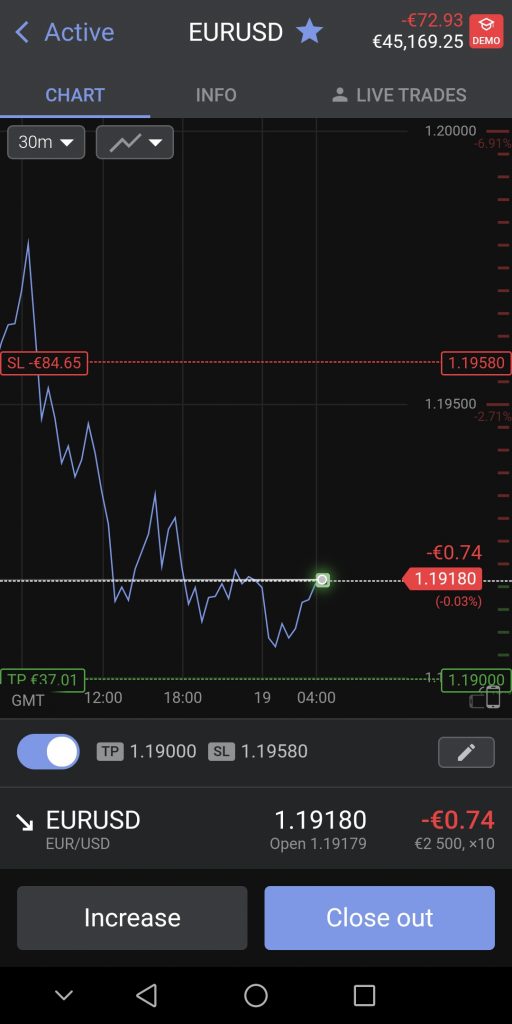 Active EURUSD -€72.93
€45,169.25 DEMO
CHART INFO LIVE TRADES
30m 1.20000
-6.91%
SL -€84.65 1.19580
1.19500
-2.71%
-€0.74
1.19180
(-0.03%)
TP €37.01 1.19000
GMT 12:00 18:00 19 04:00
TP 1.19000 SL 1.19580
EURUSD 1.19180 -€0.74
EUR/USD Open 1.19179 €2 500, ×10
Increase Close out